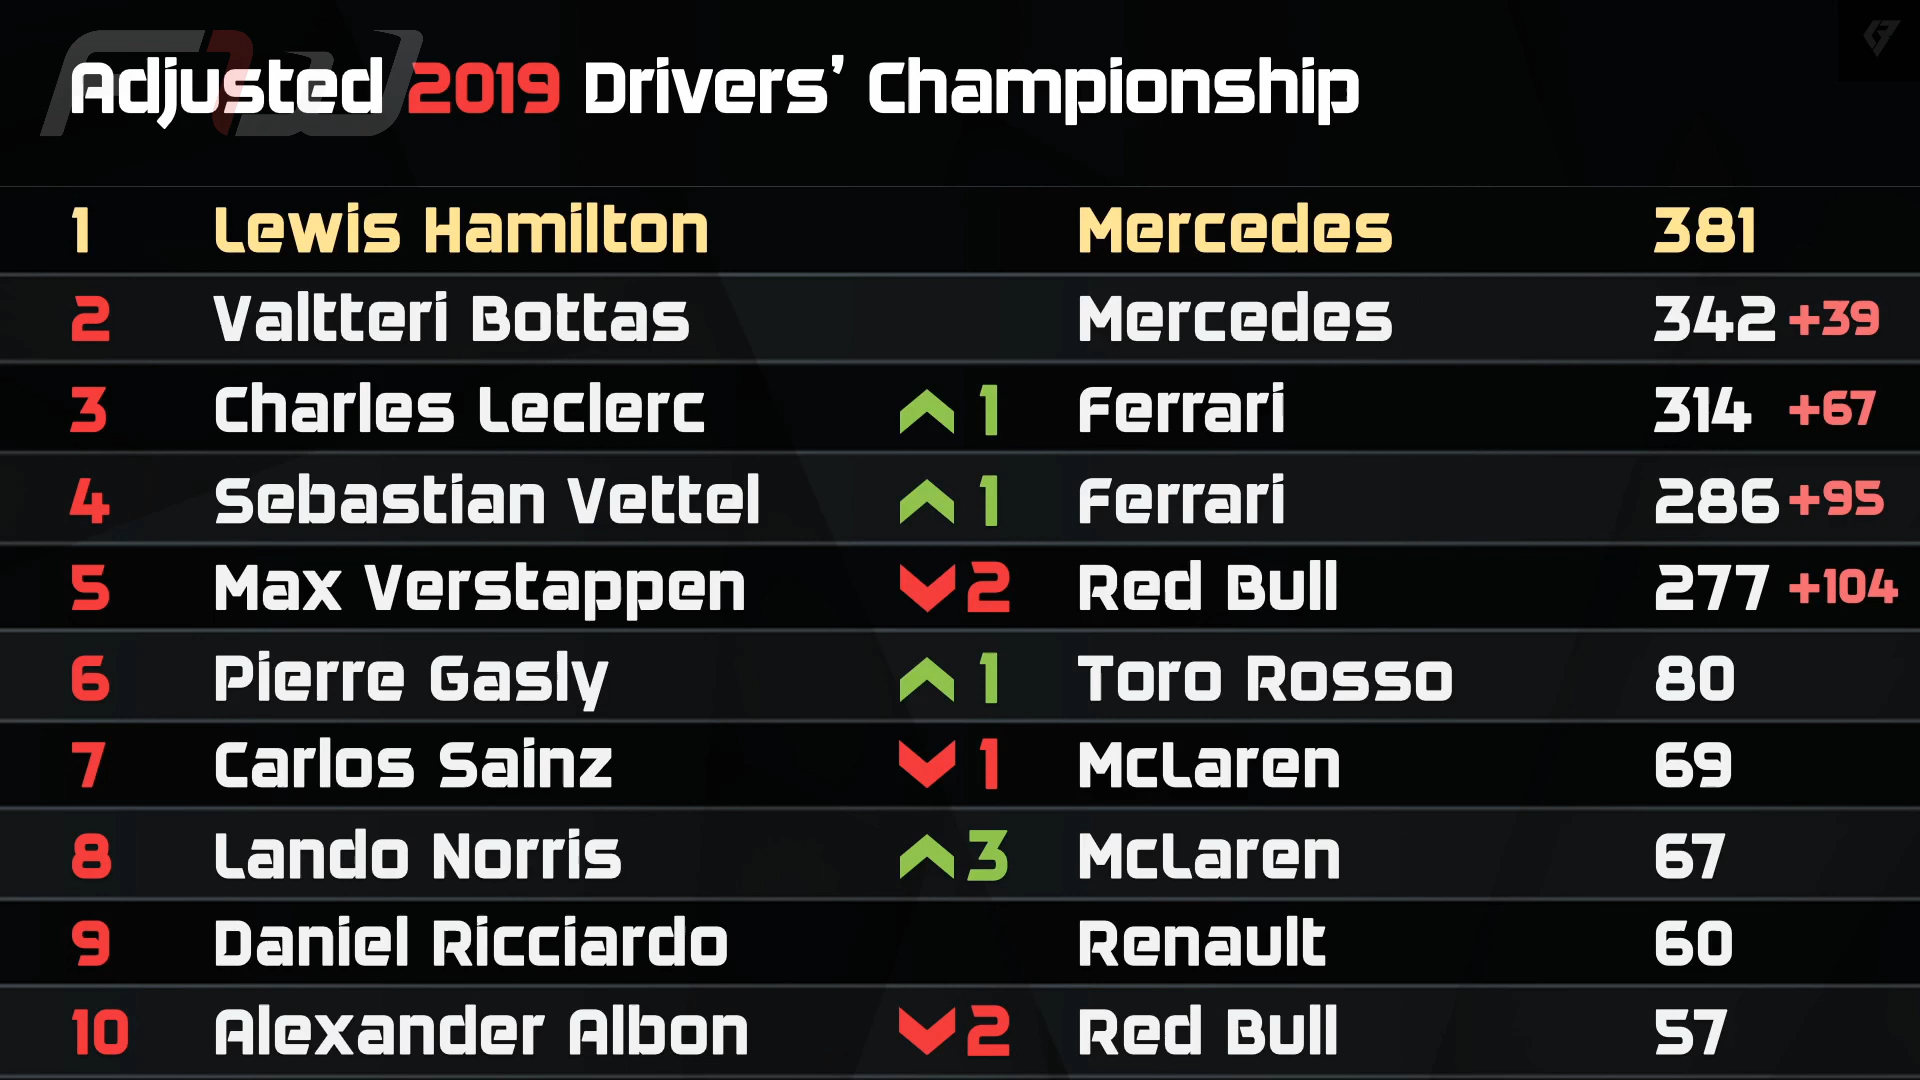 Adjusted 2019 Drivers’ Championship
1 Lewis Hamilton Mercedes 381
2 Valtteri Bottas Mercedes 342 +39
3 Charles Leclerc 1 Ferrari 314 +67
4 Sebastian Vettel 1 Ferrari 286 +95
5 Max Verstappen 2 Red Bull 277 +104
6 Pierre Gasly 1 Toro Rosso 80
7 Carlos Sainz 1 McLaren 69
8 Lando Norris 3 McLaren 67
9 Daniel Ricciardo Renault 60
10 Alexander Albon 2 Red Bull 57